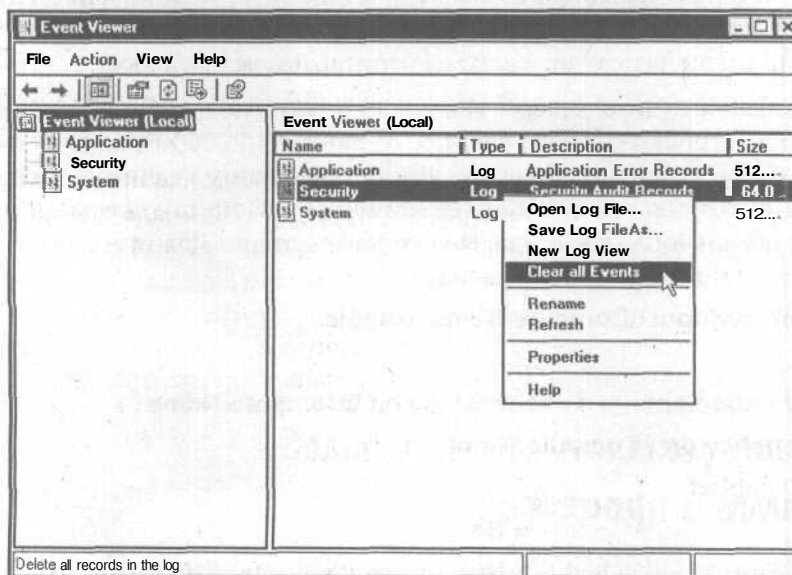 Event Viewer
File Action View Help
Event Viewer (Local)
Application
Security
System
Event Viewer (Local)
Name Type Description Size
Application Log Application Error Records 512...
Security Log Security Audit Records 64.0
System Log 512...
Open Log File...
Save Log FileAs...
New Log View
Clear all Events
Rename
Refresh
Properties
Help
Delete all records in the log